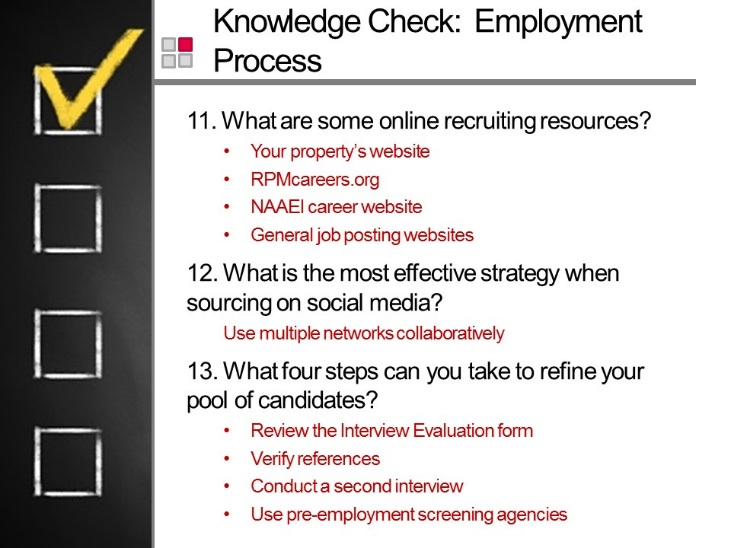 Knowledge Check:  Employment
Process
11. What are some online recruiting resources?
• Your property's website
• RPMcareers.org
• NAAEI career website
• General job posting websites
12. What is the most effective strategy when
sourcing on social media?
Use multiple networks collaboratively
13. What four steps can you take to refine your
pool of candidates?
• Review the Interview Evaluation form
• Verify references
• Conduct a second interview
• Use pre-employment screening agencies